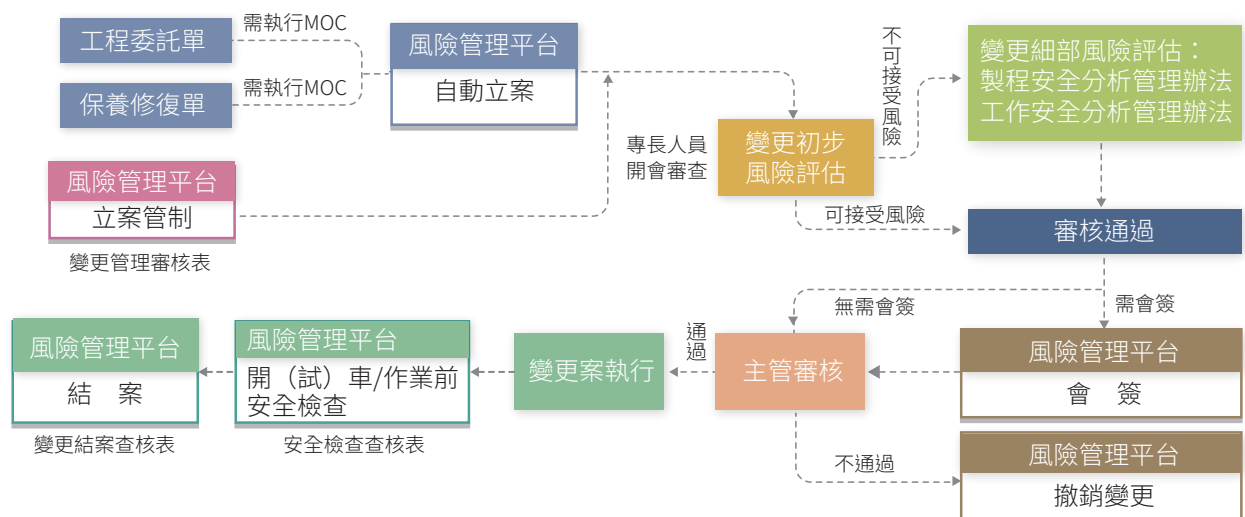 工程委託單
需執行MOC
保養修復單
需執行MOC
風險管理平台
自動立案
風險管理平台
立案管制
變更管理審核表
專長人員
開會審查
變更初步
風險評估
不可接受風險
變更細部風險評估：
製程安全分析管理辦法
工作安全分析管理辦法
可接受風險
審核通過
無需會簽
需會簽
風險管理平台
會　簽
主管審核
通過
不通過
風險管理平台
撤銷變更
變更案執行
風險管理平台
開（試）車/作業前
安全檢查
安全檢查查核表
風險管理平台
結　案
變更結案查核表